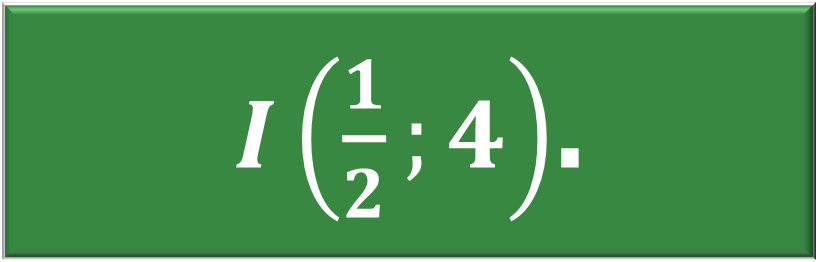 I(1/2; 4).